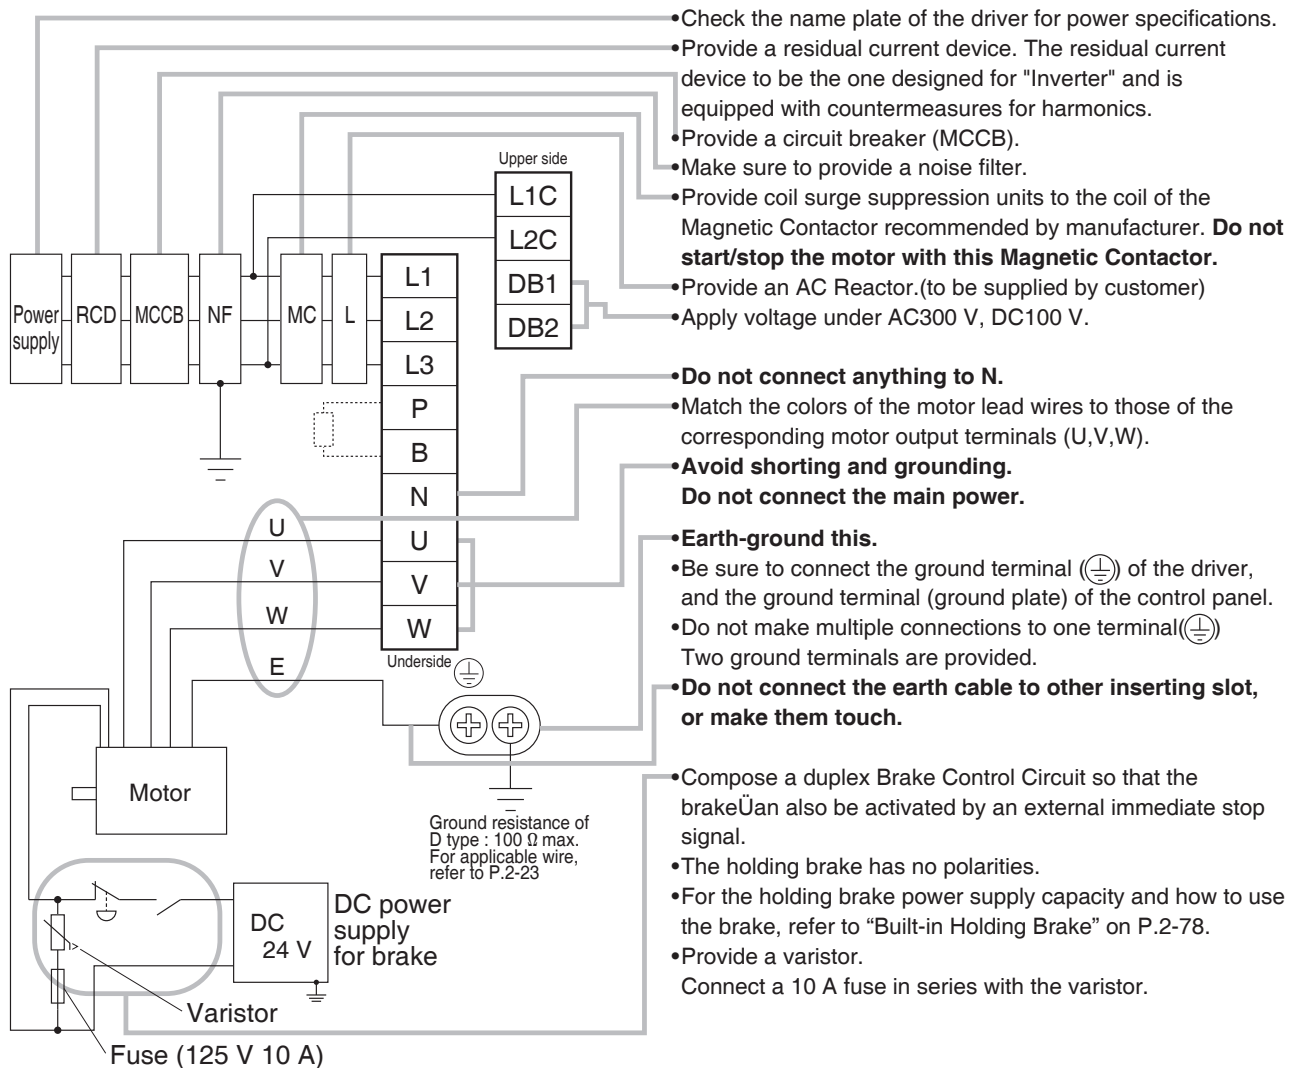 •Check the name plate of the driver for power specifications.
•Provide a residual current device. The residual current
device to be the one designed for "Inverter" and is
equipped with countermeasures for harmonics.
•Provide a circuit breaker (MCCB).
•Make sure to provide a noise filter.
•Provide coil surge suppression units to the coil of the
Magnetic Contactor recommended by manufacturer. Do not
start/stop the motor with this Magnetic Contactor.
•Provide an AC Reactor.(to be supplied by customer)
•Apply voltage under AC300 V, DC100 V.
•Do not connect anything to N.
•Match the colors of the motor lead wires to those of the
corresponding motor output terminals (U,V,W).
•Avoid shorting and grounding.
Do not connect the main power.
•Earth-ground this.
•Be sure to connect the ground terminal (⏚) of the driver,
and the ground terminal (ground plate) of the control panel.
•Do not make multiple connections to one terminal(⏚)
Two ground terminals are provided.
•Do not connect the earth cable to other inserting slot,
or make them touch.
•Compose a duplex Brake Control Circuit so that the
brakeÜan also be activated by an external immediate stop
signal.
•The holding brake has no polarities.
•For the holding brake power supply capacity and how to use
the brake, refer to “Built-in Holding Brake” on P.2-78.
•Provide a varistor.
Connect a 10 A fuse in series with the varistor.
Upper side
L1C
L2C
DB1
DB2
Power
supply
RCD
MCCB
NF
MC
L
L1
L2
L3
P
B
N
U
V
W
Underside
U
V
W
E
Motor
Ground resistance of
D type : 100 Ω max.
For applicable wire,
refer to P.2-23
DC
24 V
DC power
supply
for brake
Varistor
Fuse (125 V 10 A)